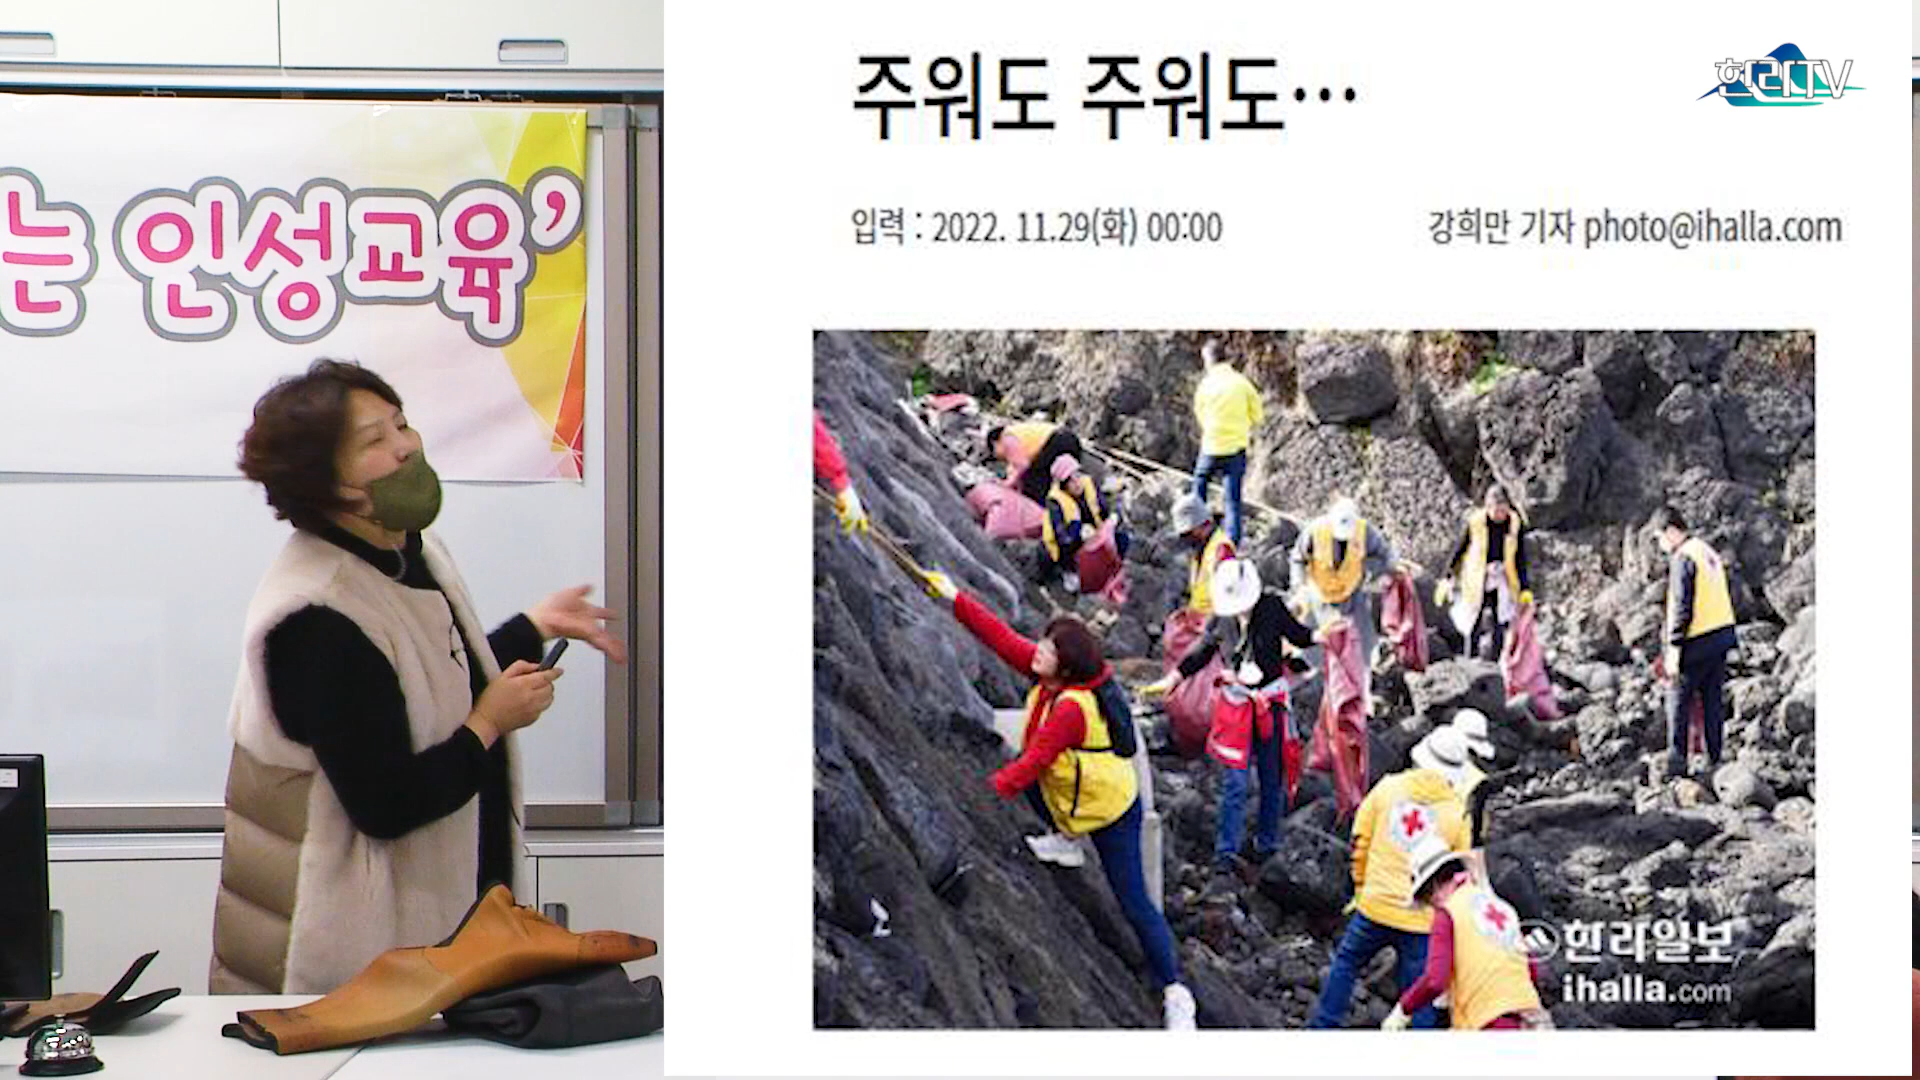 는 인성교육’
주워도 주워도…
한라TV
입력 : 2022. 11.29(화) 00:00
강희만 기자 photo@ihalla.com
한라일보
ihalla.com